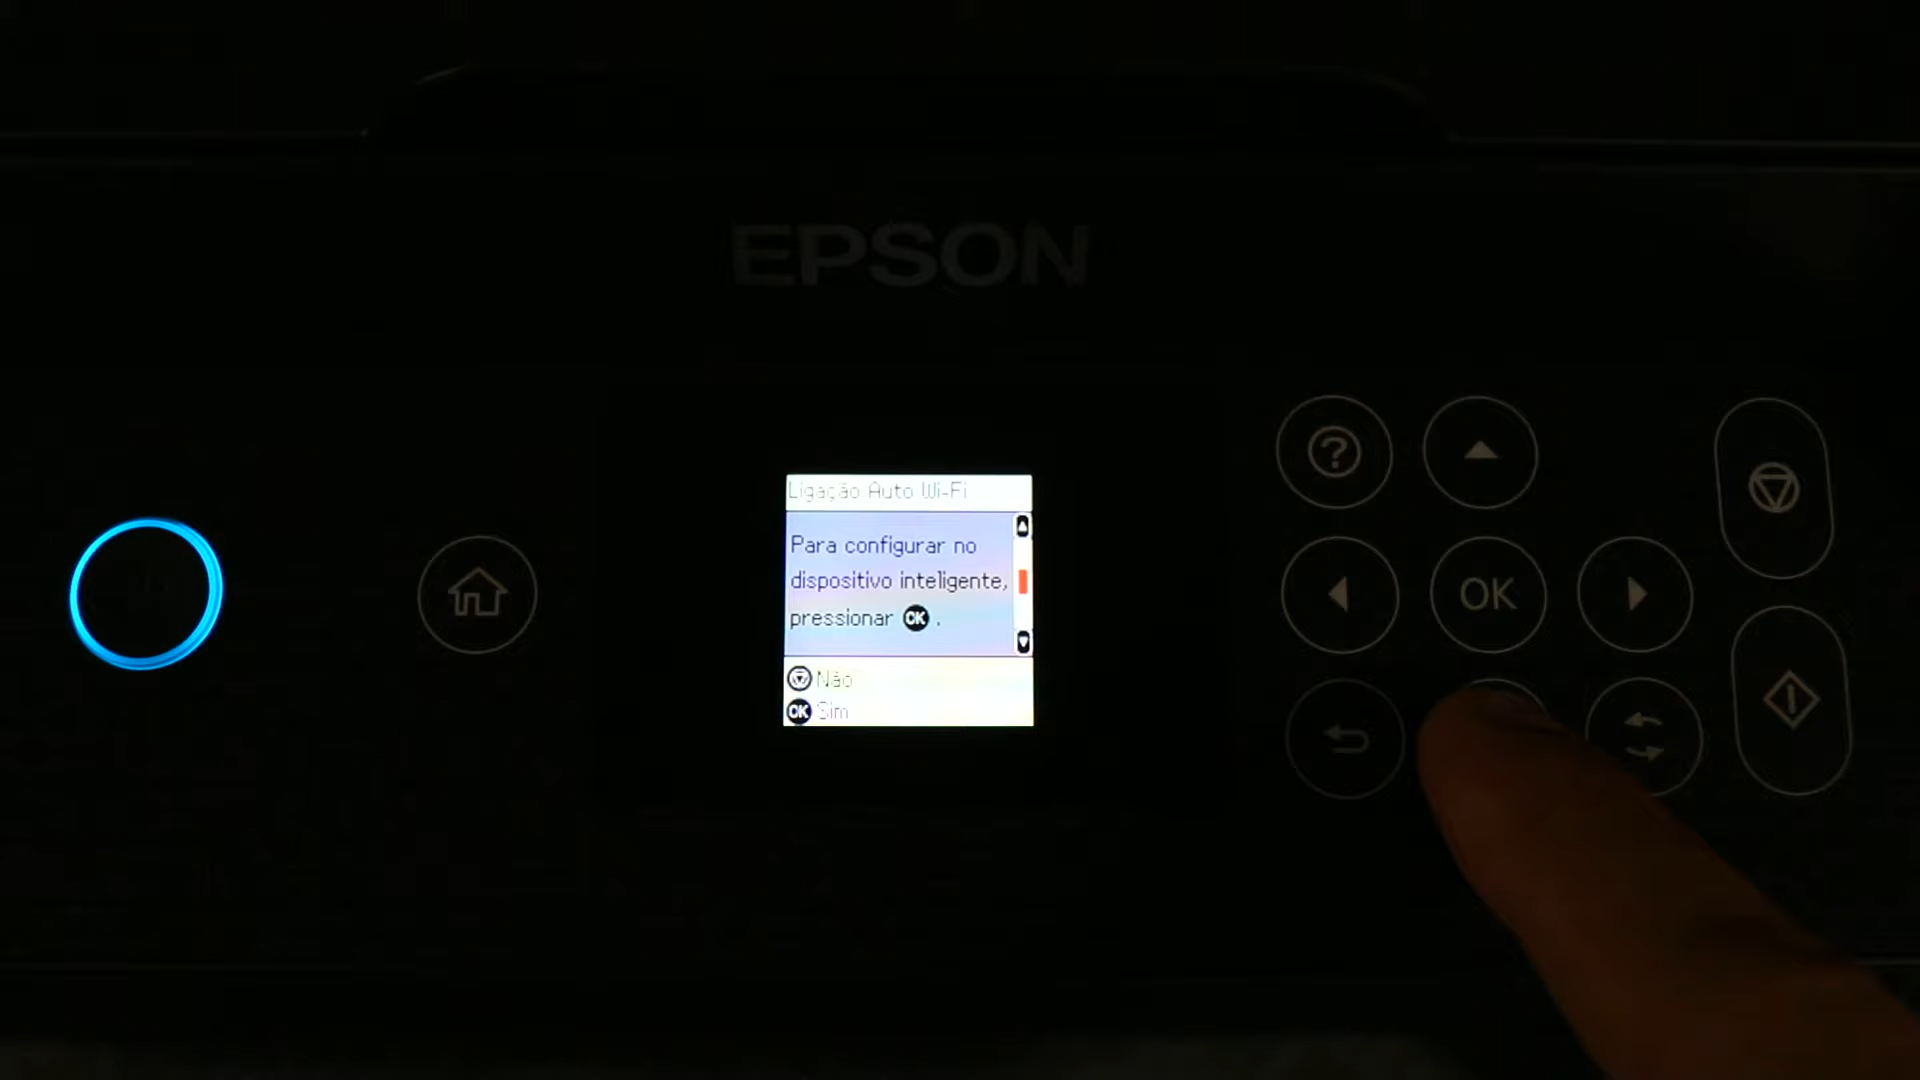 EPSON
Ligação Auto Wi-Fi
Para configurar no
dispositivo inteligente,
pressionar OK .
Não
OK Sim
?
OK